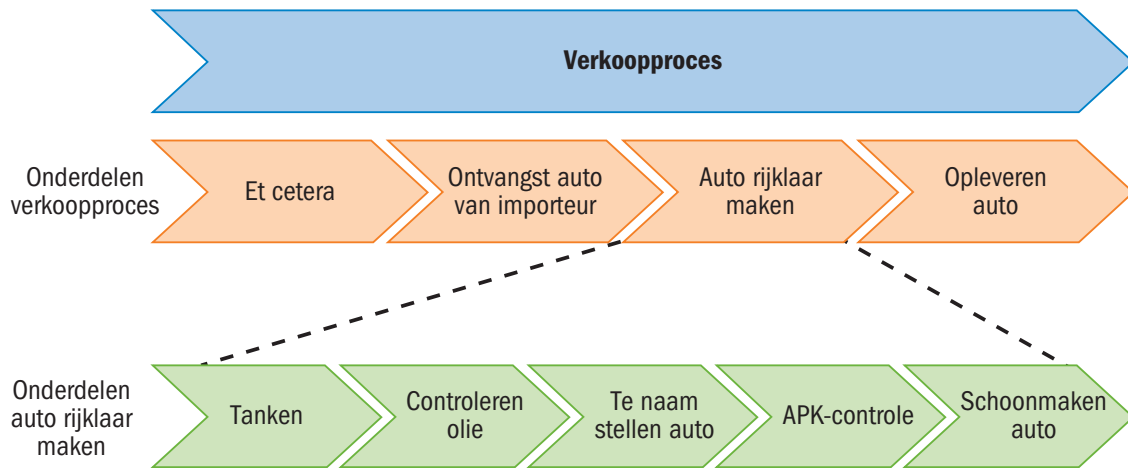 Verkoopproces
Onderdelen
verkoopproces
Et cetera
Ontvangst auto
van importeur
Auto rijklaar
maken
Opleveren
auto
Onderdelen
auto rijklaar
maken
Tanken
Controleren
olie
Te naam
stellen auto
APK-controle
Schoonmaken
auto